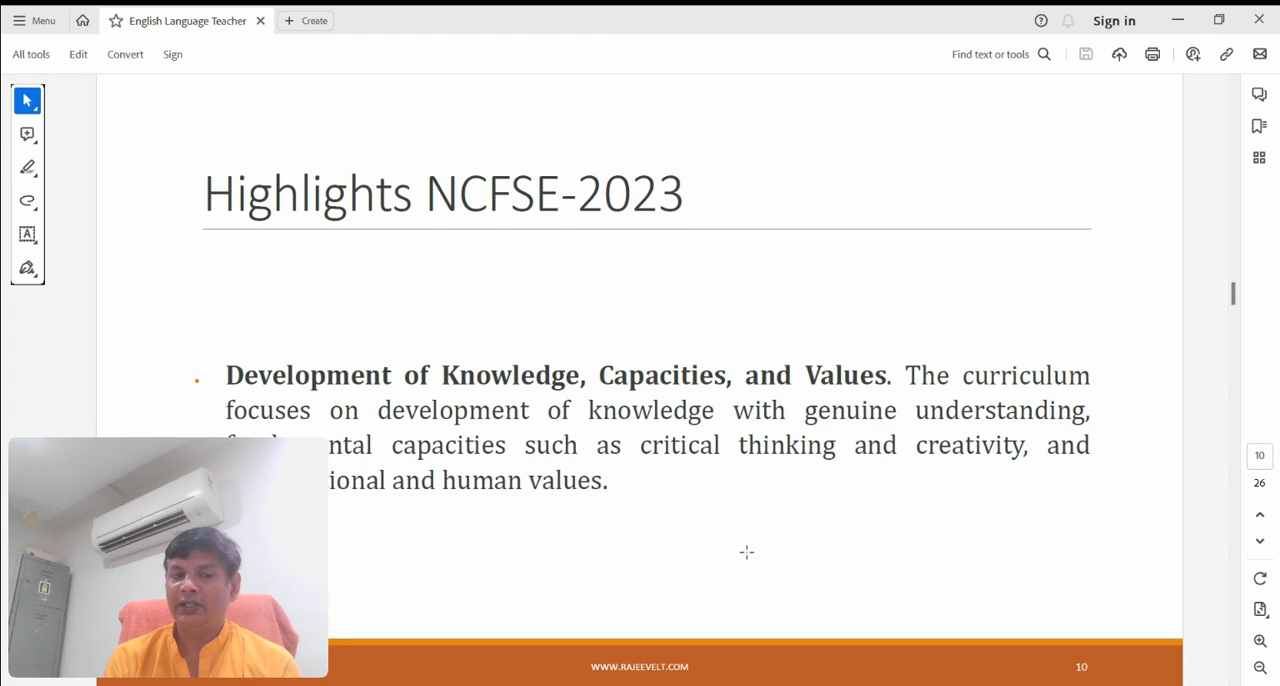 Menu
English Language Teacher
Create
Sign in
All tools Edit Convert Sign
Find text or tools
Highlights NCFSE-2023
Development of Knowledge, Capacities, and Values. The curriculum
focuses on development of knowledge with genuine understanding,
capacities such as critical thinking and creativity, and
and human values.
10
26
WWW.RAJEEVELT.COM
10